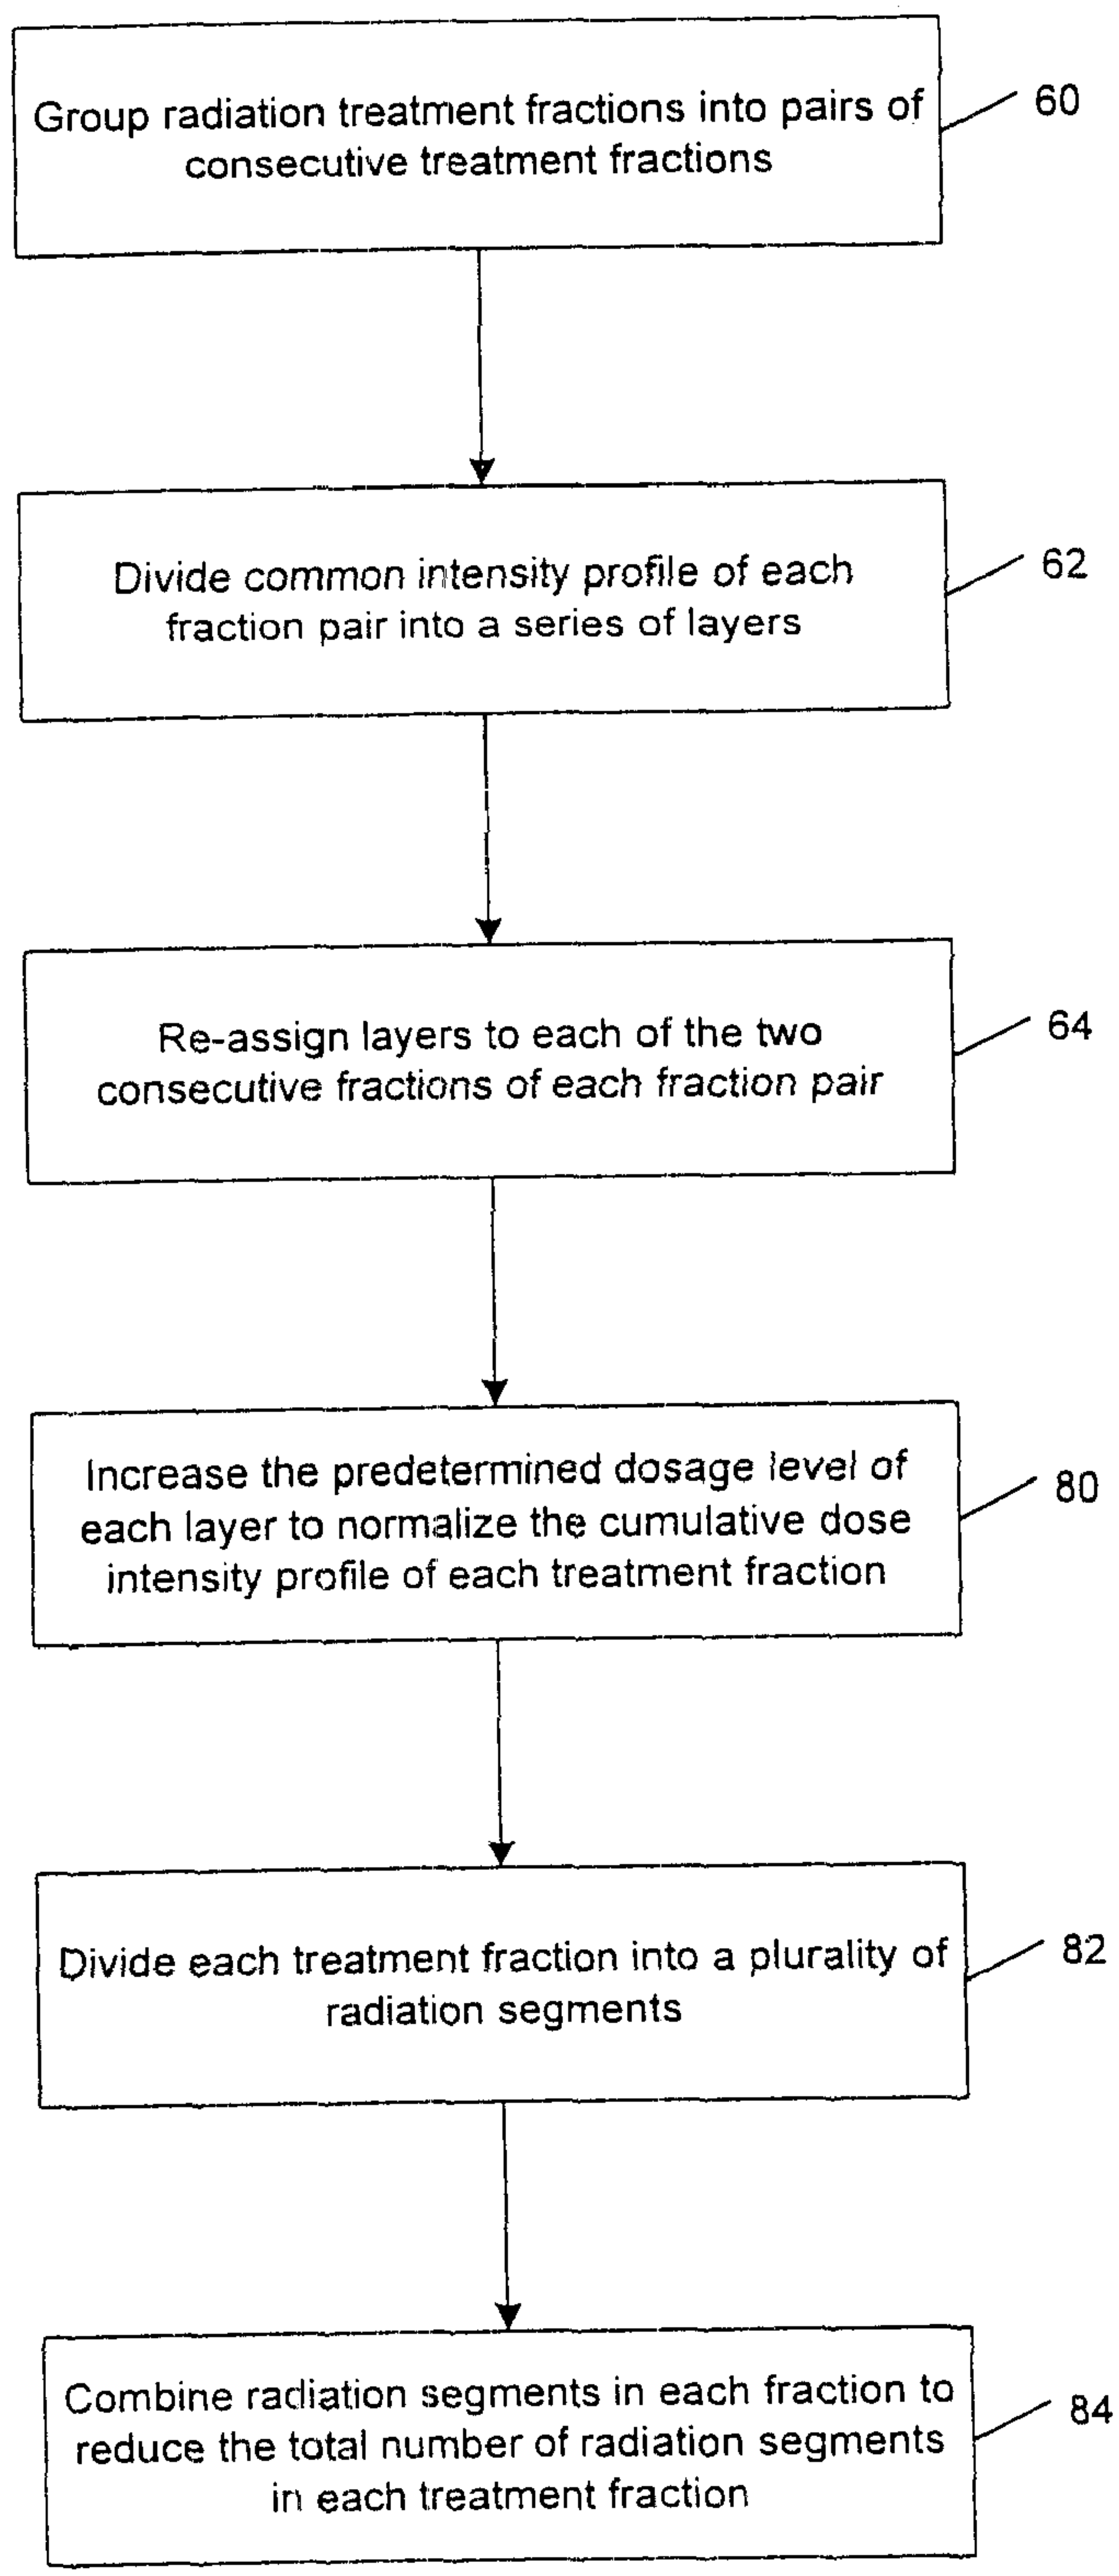 Group radiation treatment fractions into pairs of
consecutive treatment fractions
60
Divide common intensity profile of each
fraction pair into a series of layers
62
Re-assign layers to each of the two
consecutive fractions of each fraction pair
64
Increase the predetermined dosage level of
each layer to normalize the cumulative dose
intensity profile of each treatment fraction
80
Divide each treatment fraction into a plurality of
radiation segments
82
Combine radiation segments in each fraction to
reduce the total number of radiation segments
in each treatment fraction
84